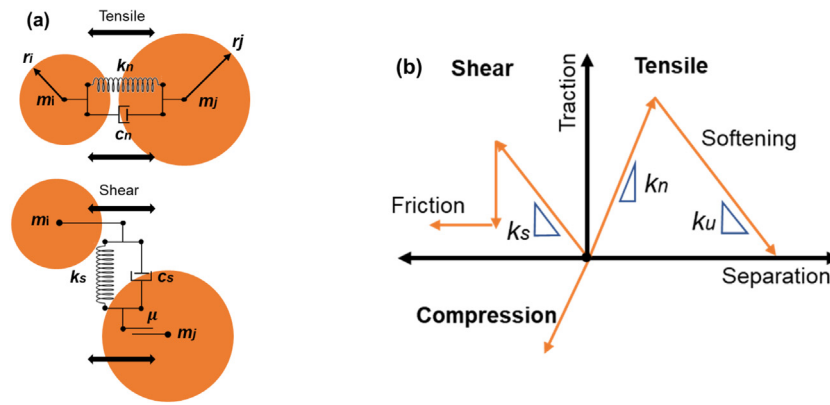 (a)
Tensile
ri
rj
kn
mi
mj
cn
Shear
mi
ks
cs
μ
mj
(b)
Shear
Tensile
Traction
Softening
Friction
ks
kn
ku
Separation
Compression